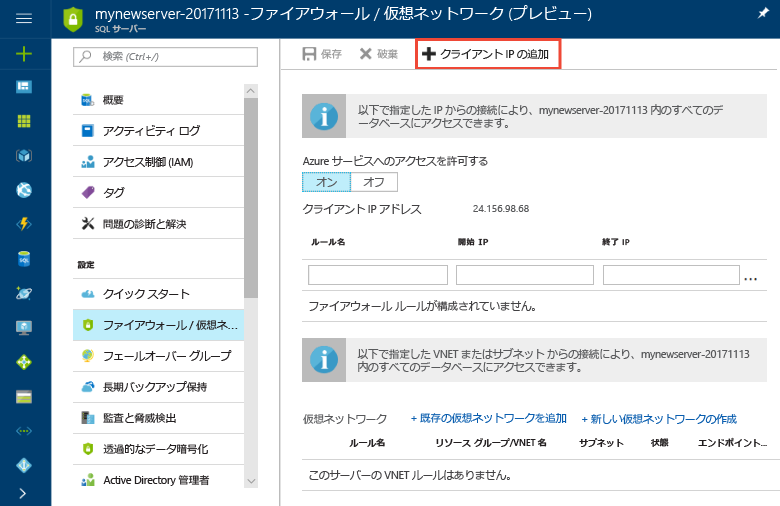 mynewserver-20171113 -ファイアウォール / 仮想ネットワーク (プレビュー)
SQL サーバー
検索 (Ctrl+/)
概要
アクティビティ ログ
アクセス制御 (IAM)
タグ
問題の診断と解決
設定
クイック スタート
ファイアウォール / 仮想ネ...
フェールオーバー グループ
長期バックアップ保持
監査と脅威検出
透過的なデータ暗号化
Active Directory 管理者
保存 破棄 クライアント IP の追加
以下で指定した IP からの接続により、mynewserver-20171113 内のすべてのデ
ータベースにアクセスできます。
Azure サービスへのアクセスを許可する
オン オフ
クライアント IP アドレス 24.156.98.68
ルール名 開始 IP 終了 IP
...
ファイアウォール ルールが構成されていません。
以下で指定した VNET またはサブネット からの接続により、mynewserver-20171113
内のすべてのデータベースにアクセスできます。
仮想ネットワーク + 既存の仮想ネットワークを追加 + 新しい仮想ネットワークの作成
ルール名 リソース グループ/VNET 名 サブネット 状態 エンドポイント...
このサーバーの VNET ルールはありません。